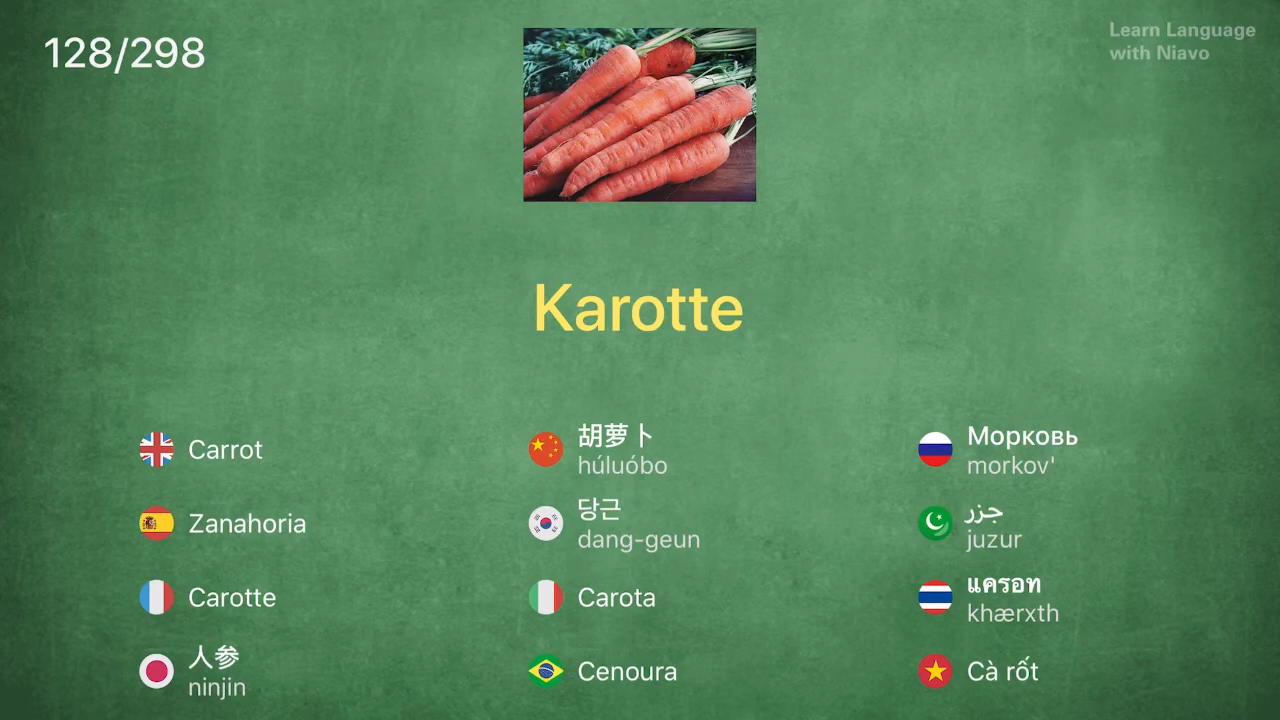 128/298
Learn Language
with Niavo
Karotte
Carrot
Zanahoria
Carotte
人参
ninjin
胡萝卜
húluóbo
당근
dang-geun
Carota
Cenoura
Морковь
morkov'
جزر
juzur
แครอท
khærxth
Cà rốt